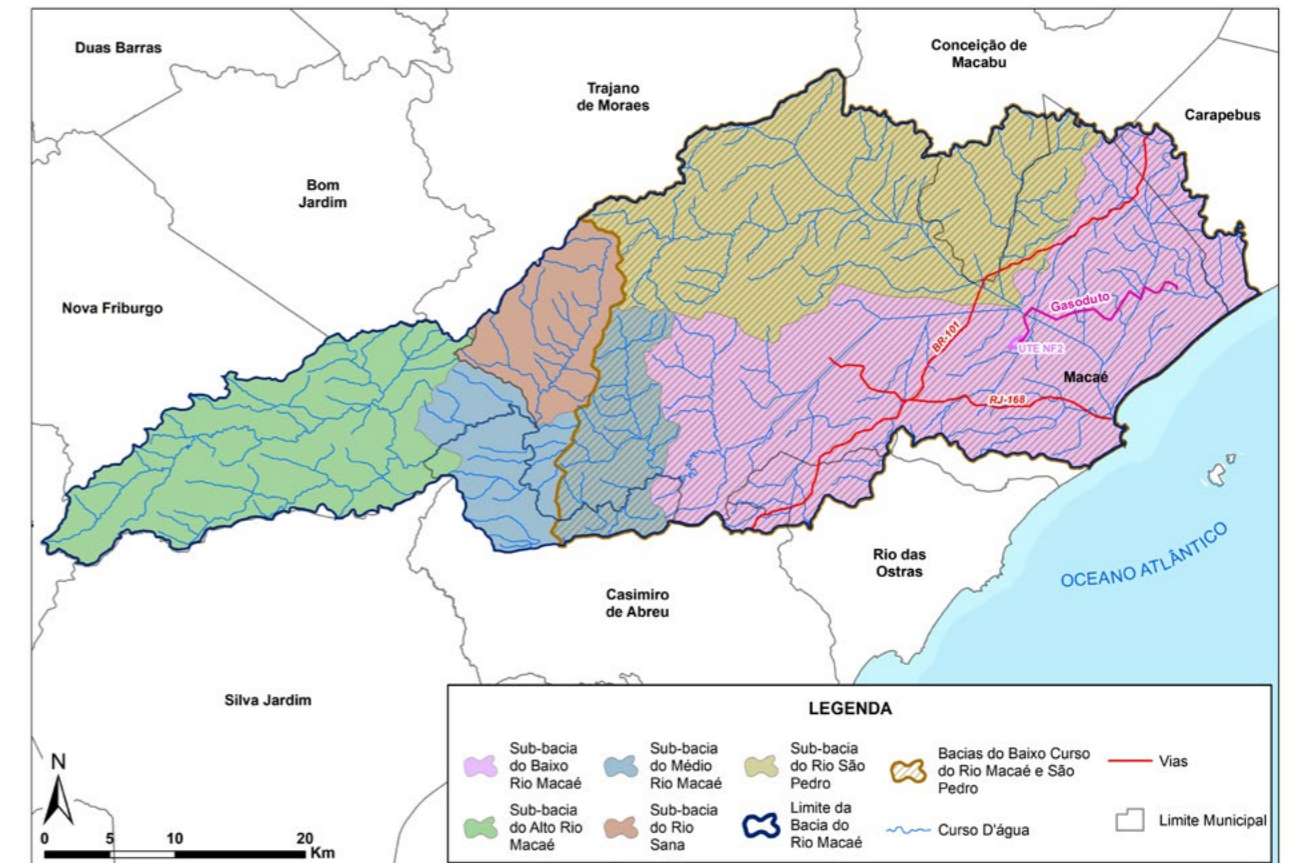 Duas Barras
Conceição de
Macabu
Trajano
de Moraes
Carapebus
Bom
Jardim
Nova Friburgo
Gasoduto
BR-101
UTE NF2
Macaé
RJ-168
Rio das
Ostras
OCEANO ATLÂNTICO
Casimiro
de Abreu
Silva Jardim
LEGENDA
Sub-bacia
do Baixo
Rio Macaé
Sub-bacia
do Médio
Rio Macaé
Sub-bacia
do Rio São
Pedro
Bacias do Baixo Curso
do Rio Macaé e São
Pedro
Vias
Sub-bacia
do Alto Rio
Macaé
Sub-bacia
do Rio
Sana
Limite da
Bacia do
Rio Macaé
Curso D'água
Limite Municipal
N
0 5 10 20
Km